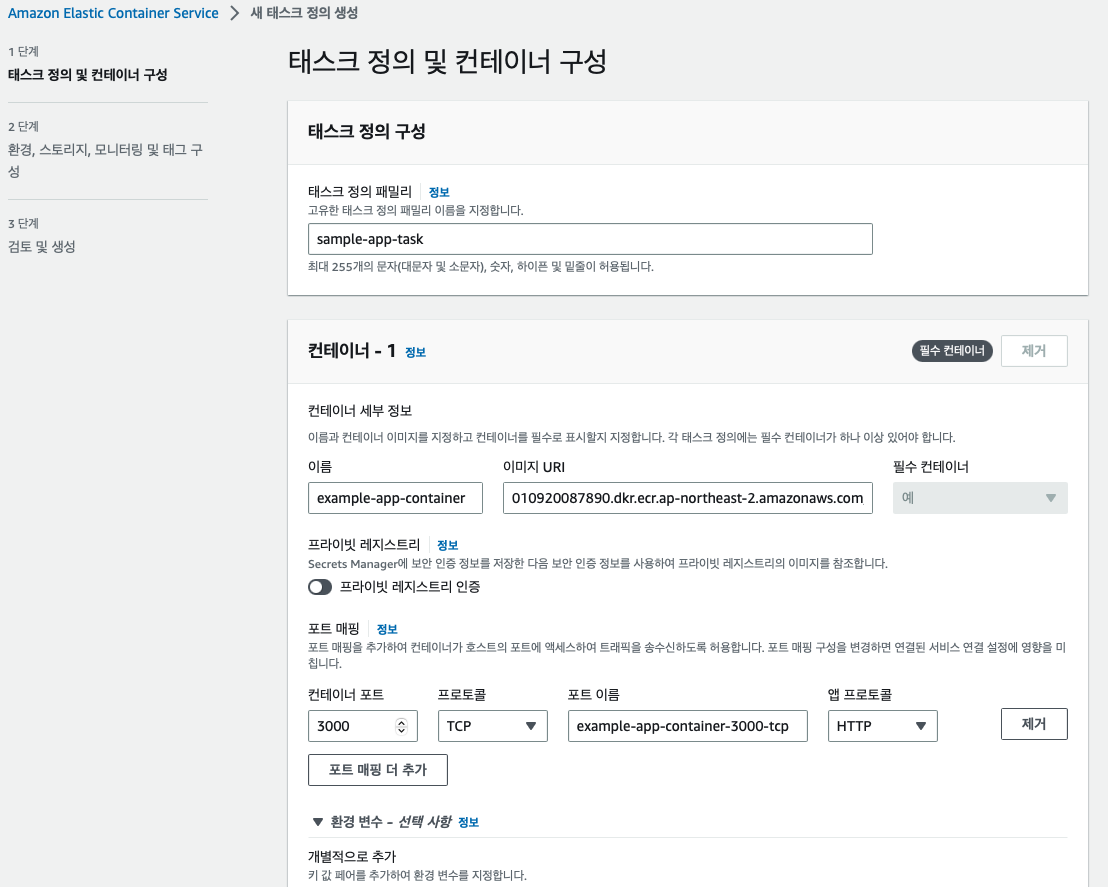 Amazon Elastic Container Service > 새 태스크 정의 생성
1 단계
태스크 정의 및 컨테이너 구성
2 단계
환경, 스토리지, 모니터링 및 태그 구
성
3 단계
검토 및 생성
태스크 정의 및 컨테이너 구성
태스크 정의 구성
태스크 정의 패밀리 정보
고유한 태스크 정의 패밀리 이름을 지정합니다.
sample-app-task
최대 255개의 문자(대문자 및 소문자), 숫자, 하이픈 및 밑줄이 허용됩니다.
컨테이너 - 1 정보 필수 컨테이너 제거
컨테이너 세부 정보
이름과 컨테이너 이미지를 지정하고 컨테이너를 필수로 표시할지 지정합니다. 각 태스크 정의에는 필수 컨테이너가 하나 이상 있어야 합니다.
이름 이미지 URI 필수 컨테이너
example-app-container 010920087890.dkr.ecr.ap-northeast-2.amazonaws.com 예
프라이빗 레지스트리 정보
Secrets Manager에 보안 인증 정보를 저장한 다음 보안 인증 정보를 사용하여 프라이빗 레지스트리의 이미지를 참조합니다.
프라이빗 레지스트리 인증
포트 매핑 정보
포트 매핑을 추가하여 컨테이너가 호스트의 포트에 액세스하여 트래픽을 송수신하도록 허용합니다. 포트 매핑 구성을 변경하면 연결된 서비스 연결 설정에 영향을 미
칩니다.
컨테이너 포트 프로토콜 포트 이름 앱 프로토콜
3000 TCP example-app-container-3000-tcp HTTP 제거
포트 매핑 더 추가
환경 변수 - 선택 사항 정보
개별적으로 추가
키 값 페어를 추가하여 환경 변수를 지정합니다.